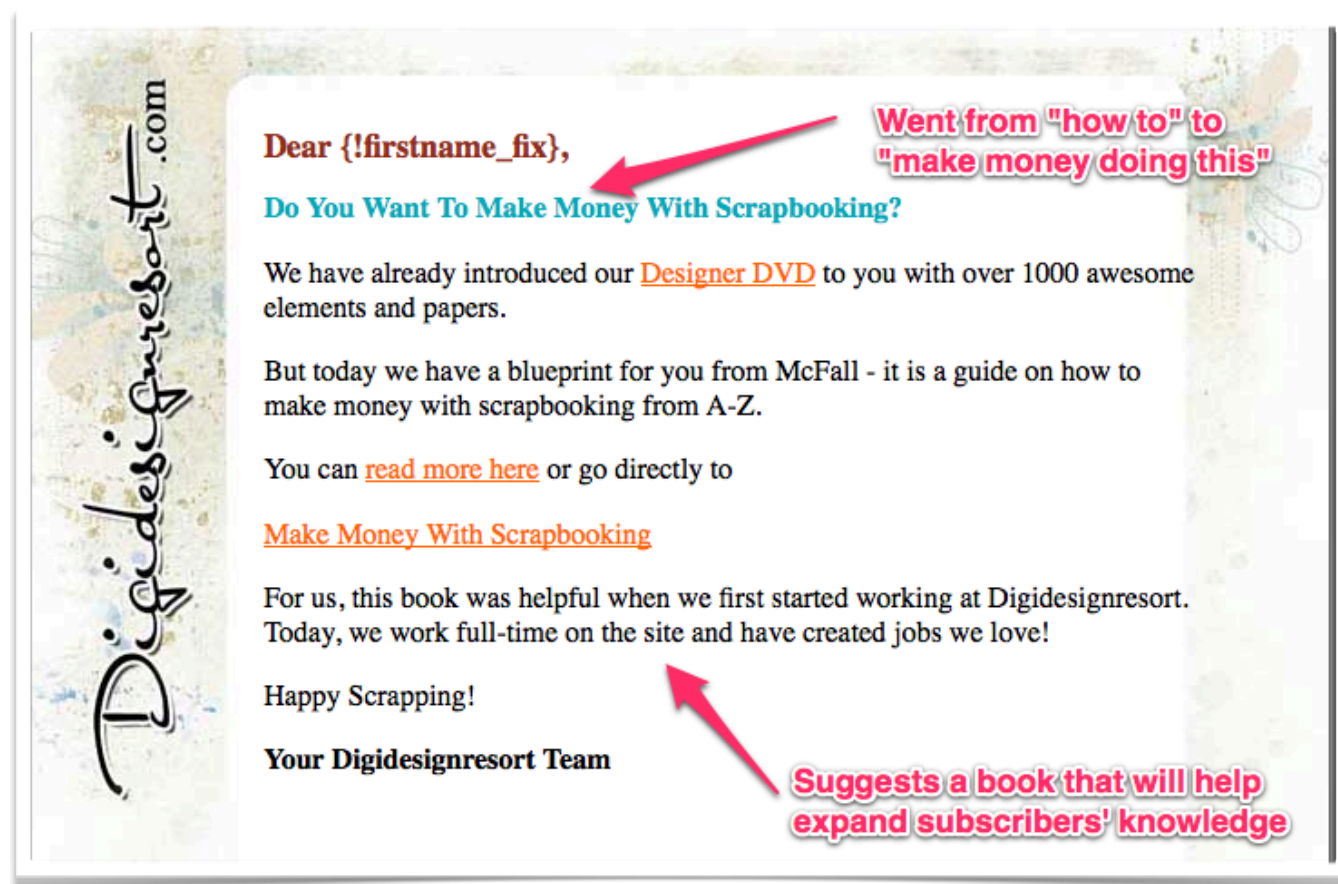 Digidesignresort.com
Went from "how to" to
"make money doing this"
Dear {!firstname_fix},
Do You Want To Make Money With Scrapbooking?
We have already introduced our Designer DVD to you with over 1000 awesome
elements and papers.
But today we have a blueprint for you from McFall - it is a guide on how to
make money with scrapbooking from A-Z.
You can read more here or go directly to
Make Money With Scrapbooking
For us, this book was helpful when we first started working at Digidesignresort.
Today, we work full-time on the site and have created jobs we love!
Happy Scrapping!
Your Digidesignresort Team
Suggests a book that will help
expand subscribers' knowledge